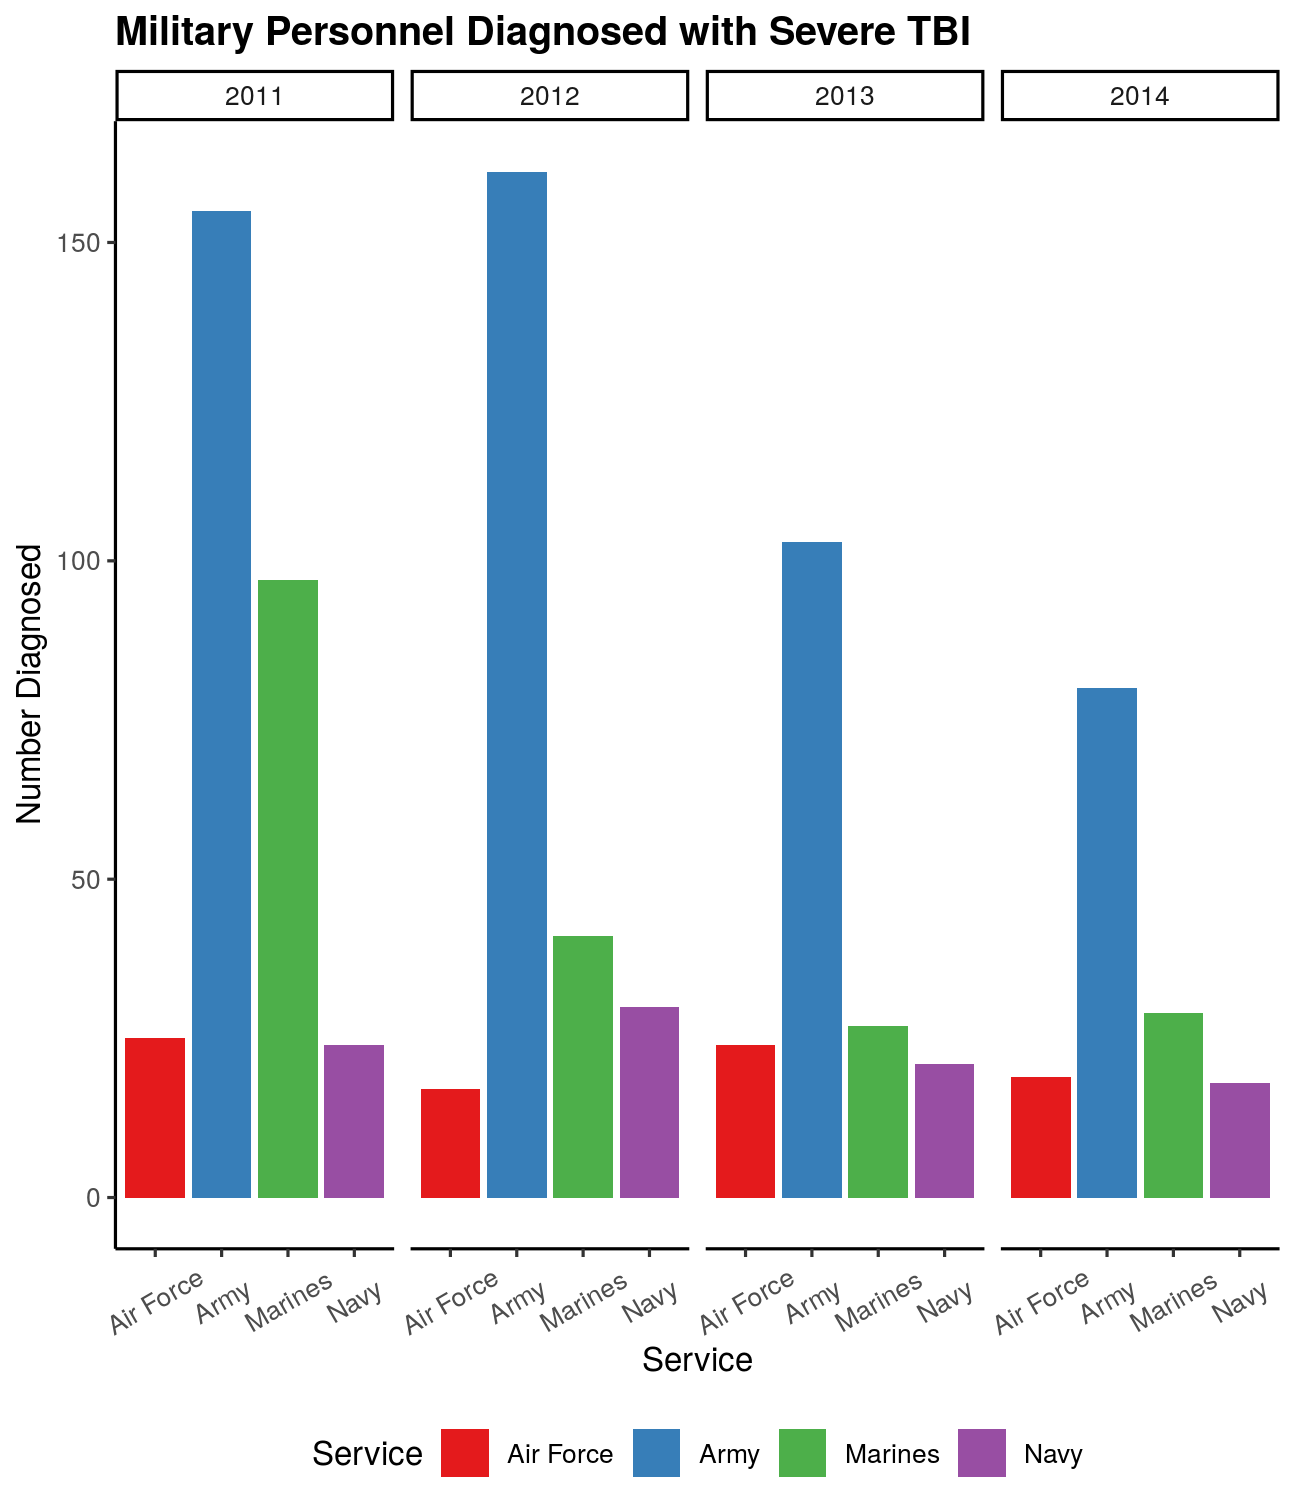 Military Personnel Diagnosed with Severe TBI
2011 2012 2013 2014
Number Diagnosed
150
100
50
0
Air Force Army Marines Navy Air Force Army Marines Navy Air Force Army Marines Navy Air Force Army Marines Navy
Service
Service Air Force Army Marines Navy